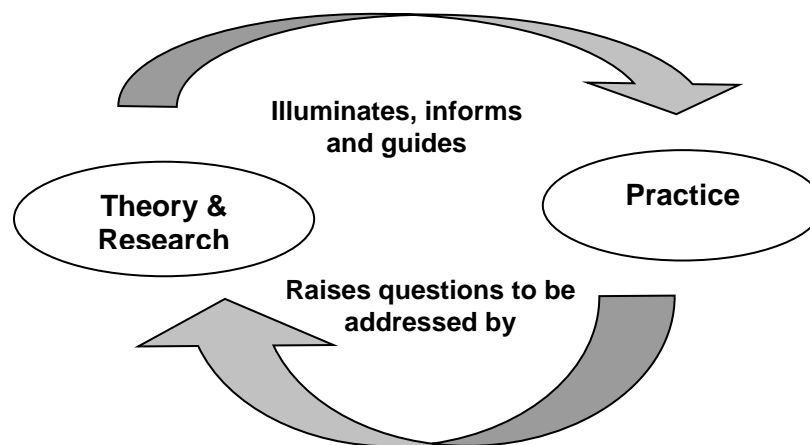 Illuminates, informs
and guides
Theory &
Research
Practice
Raises questions to be
addressed by